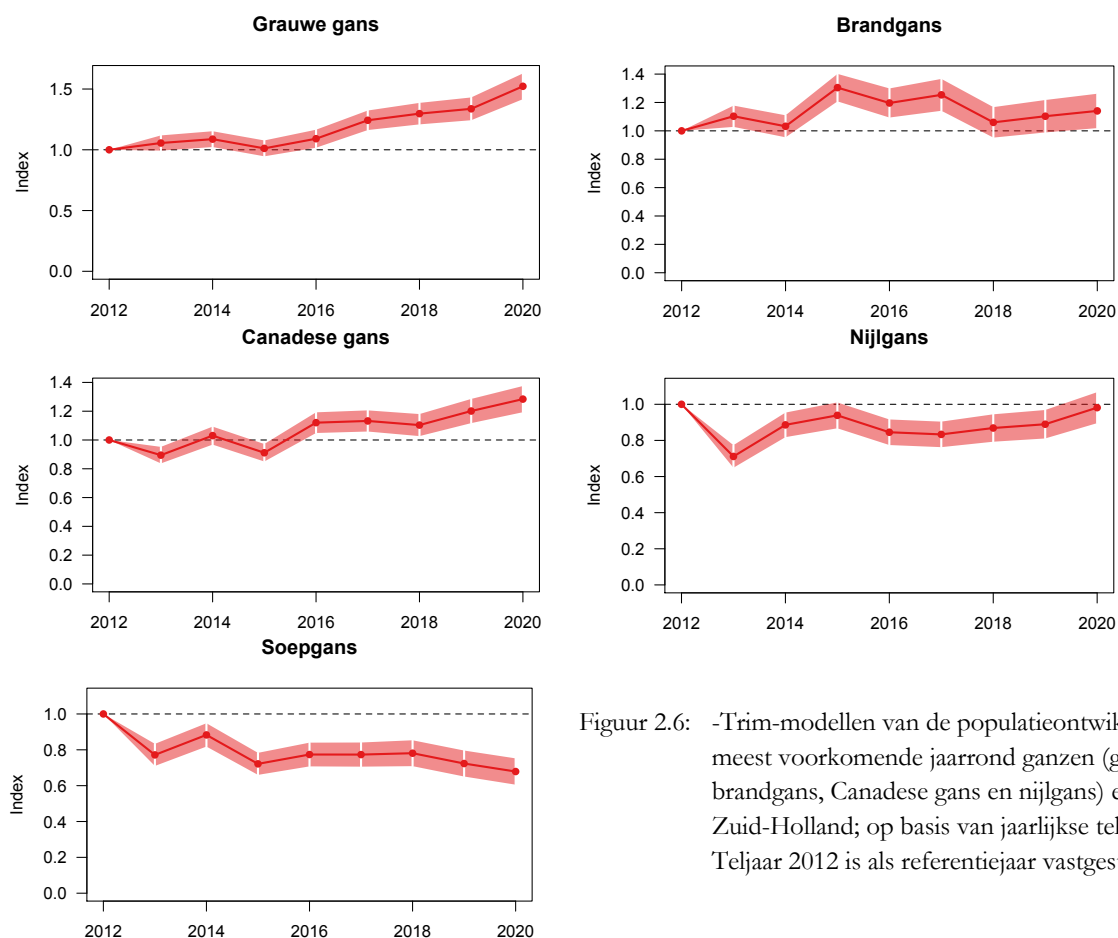 Grauwe gans
Index
1.5
1.0
0.5
0.0
2012 2014 2016 2018 2020
Brandgans
Index
1.4
1.2
1.0
0.8
0.6
0.4
0.2
0.0
2012 2014 2016 2018 2020
Canadese gans
Index
1.4
1.2
1.0
0.8
0.6
0.4
0.2
0.0
2012 2014 2016 2018 2020
Nijlgans
Index
1.0
0.8
0.6
0.4
0.2
0.0
2012 2014 2016 2018 2020
Soepgans
Index
1.0
0.8
0.6
0.4
0.2
0.0
2012 2014 2016 2018 2020
Figuur 2.6: -Trim-modellen van de populatieontwik
meest voorkomende jaarrond ganzen (g
brandgans, Canadese gans en nijlgans) e
Zuid-Holland; op basis van jaarlijkse tel
Teljaar 2012 is als referentiejaar vastges